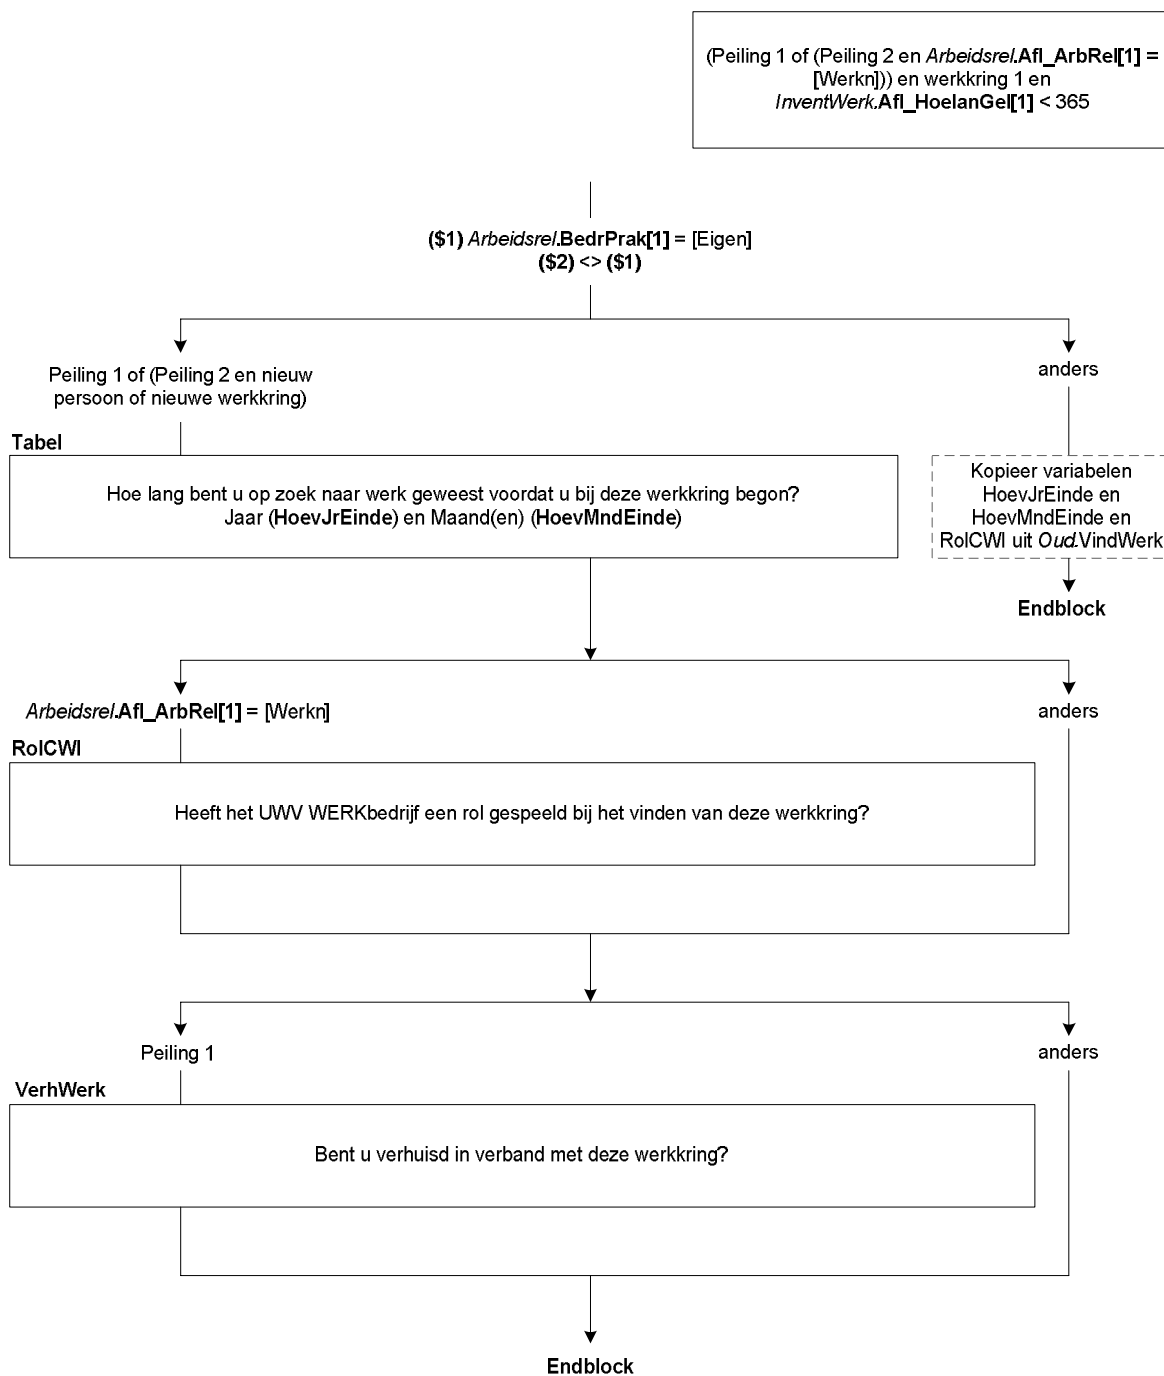 (Peiling 1 of (Peiling 2 en Arbeidsrel.Afl_ArbRel[1] =
[Werkn])) en werkkring 1 en
InventWerk.Afl_HoelanGel[1] < 365
($1) Arbeidsrel.BedrPrak[1] = [Eigen]
($2) <> ($1)
Peiling 1 of (Peiling 2 en nieuw
persoon of nieuwe werkkring)
anders
Tabel
Hoe lang bent u op zoek naar werk geweest voordat u bij deze werkkring begon?
Jaar (HoevJrEinde) en Maand(en) (HoevMndEinde)
Kopieer variabelen
HoevJrEinde en
HoevMndEinde en
RolCWI uit Oud.VindWerk
Endblock
Arbeidsrel.Afl_ArbRel[1] = [Werkn]
anders
RolCWI
Heeft het UWV WERKbedrijf een rol gespeeld bij het vinden van deze werkkring?
Peiling 1
anders
VerhWerk
Bent u verhuisd in verband met deze werkkring?
Endblock